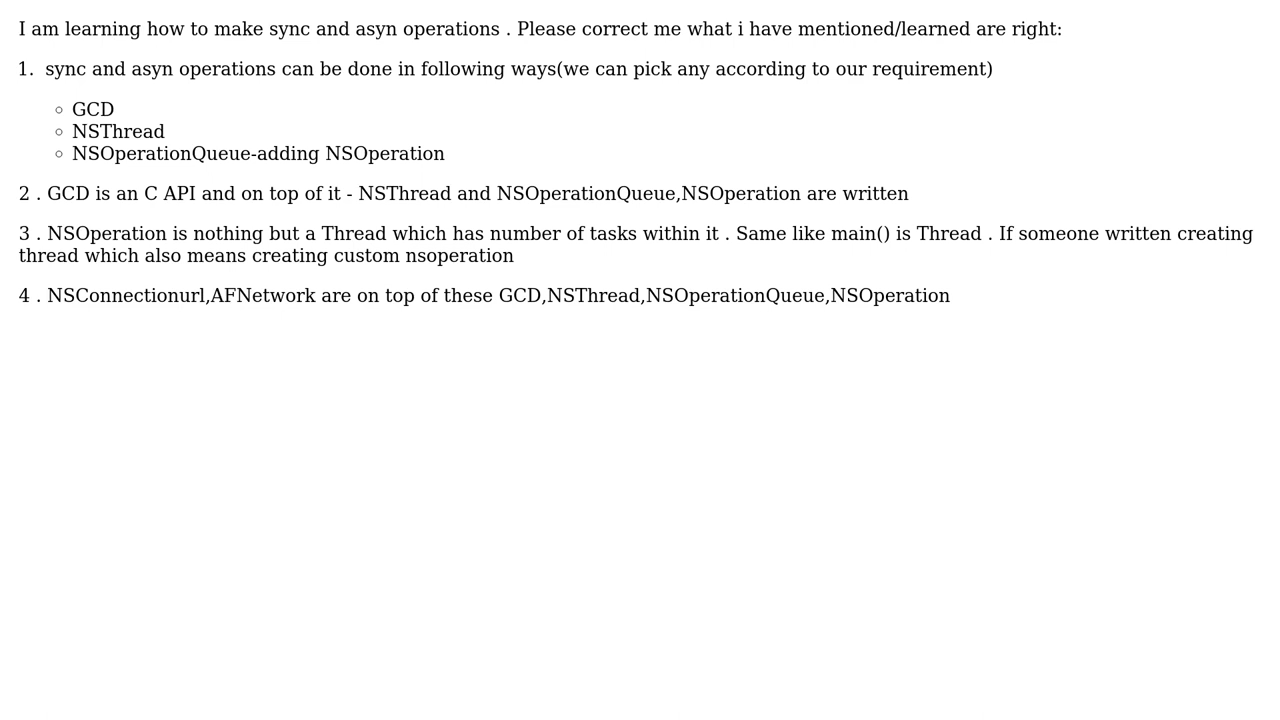 I am learning how to make sync and asyn operations . Please correct me what i have mentioned/learned are right:
1. sync and asyn operations can be done in following ways(we can pick any according to our requirement)
◦ GCD
◦ NSThread
◦ NSOperationQueue-adding NSOperation
2 . GCD is an C API and on top of it - NSThread and NSOperationQueue,NSOperation are written
3 . NSOperation is nothing but a Thread which has number of tasks within it . Same like main() is Thread . If someone written creating
thread which also means creating custom nsoperation
4 . NSConnectionurl,AFNetwork are on top of these GCD,NSThread,NSOperationQueue,NSOperation